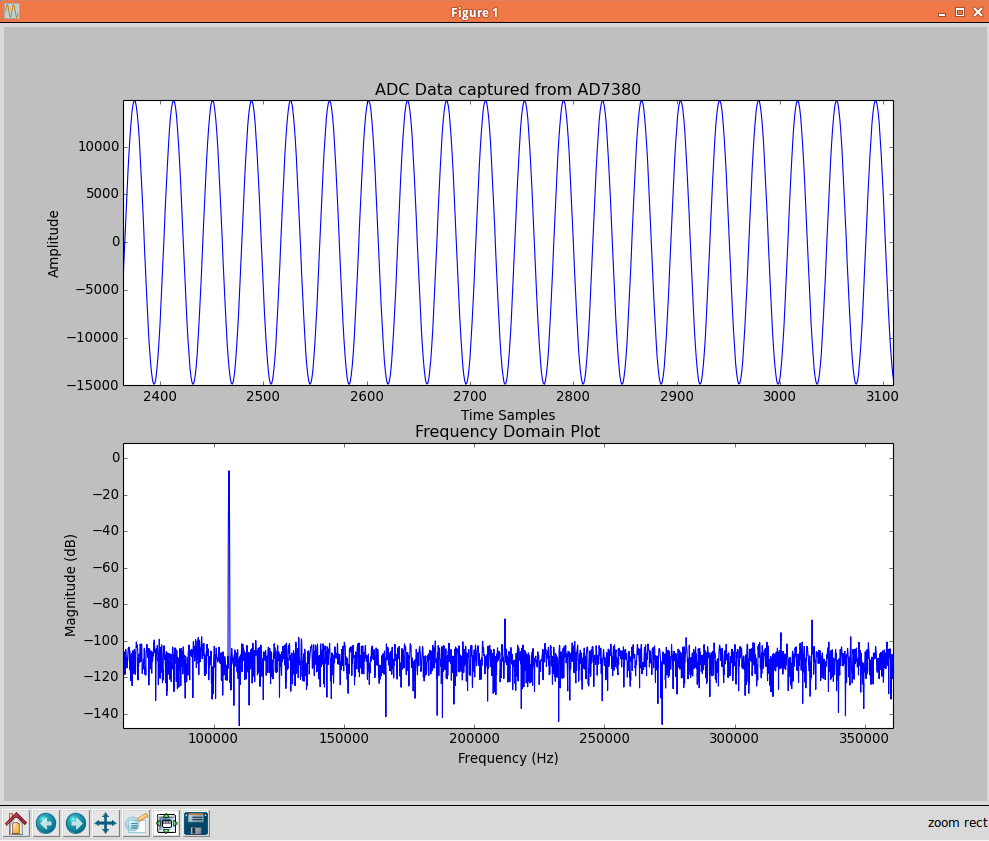 Figure 1
ADC Data captured from AD7380
Amplitude
10000
5000
0
−5000
−10000
−15000
2400 2500 2600 2700 2800 2900 3000 3100
Time Samples
Frequency Domain Plot
Magnitude (dB)
0
−20
−40
−60
−80
−100
−120
−140
100000 150000 200000 250000 300000 350000
Frequency (Hz)
zoom rect